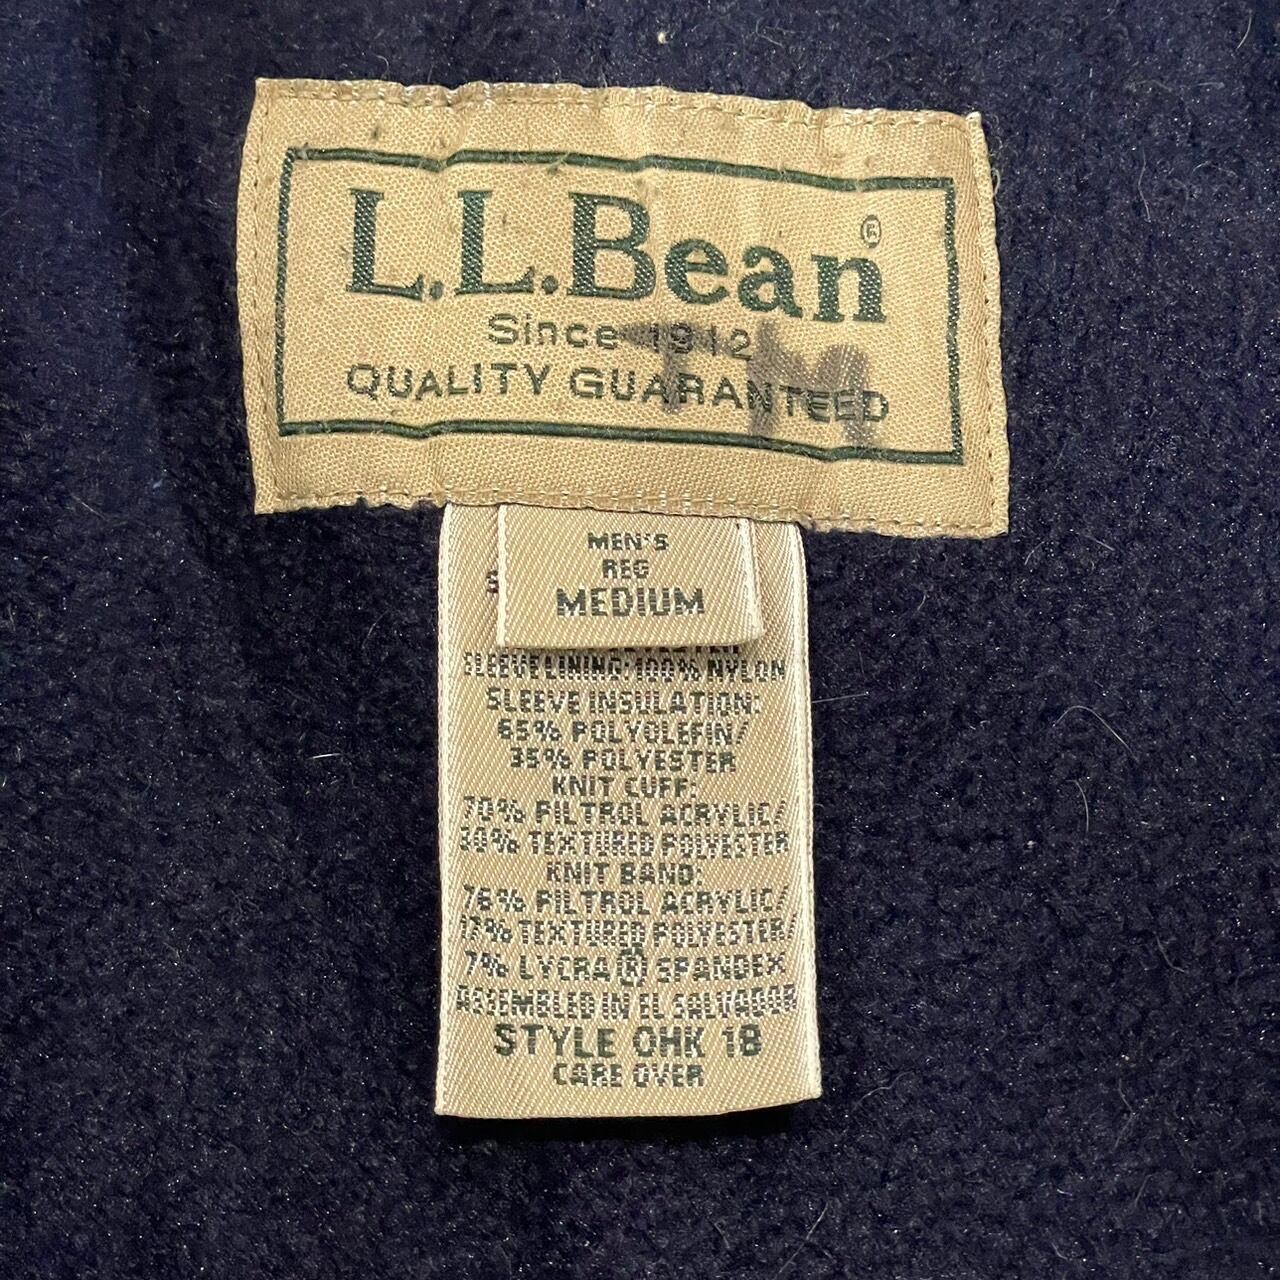 L.L.Bean®
Since 1912
QUALITY GUARANTEED
MEN'S
REG
MEDIUM
SLEEVE LINING: 100% NYLON
SLEEVE INSULATION:
65% POLYOLEFIN/
35% POLYESTER
KNIT CUFF:
70% PILTROL ACRYLIC/
30% TEXTURED POLYESTER
KNIT BAND:
76% PILTROL ACRYLIC/
17% TEXTURED POLYESTER/
7% LYCRA® SPANDEX
ASSEMBLED IN EL SALVADOR
STYLE OHK 18
CARE OVER